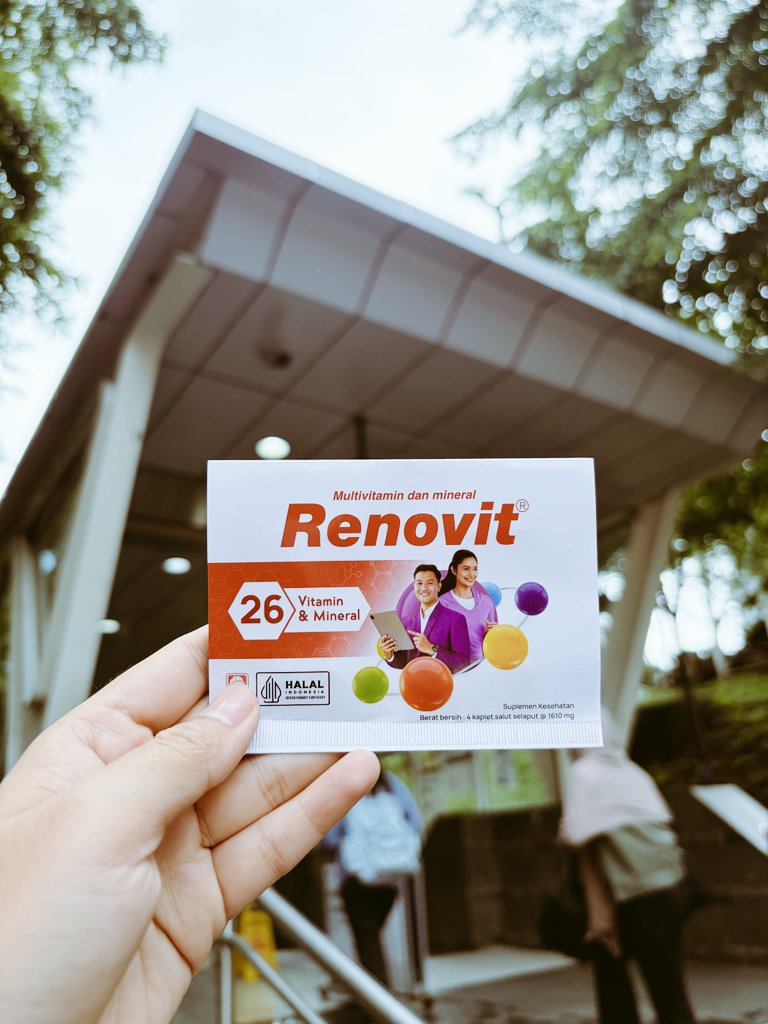 Multivitamin dan mineral
Renovit®
26 Vitamin
& Mineral
HALAL
INDONESIA
Suplemen Kesehatan
Berat bersih : 4 kaplet salut selaput @ 1610 mg